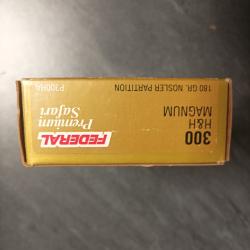 300
H&H
MAGNUM
180 GR. NOSLER PARTITION
FEDERAL
Premium
Safari
P300HA